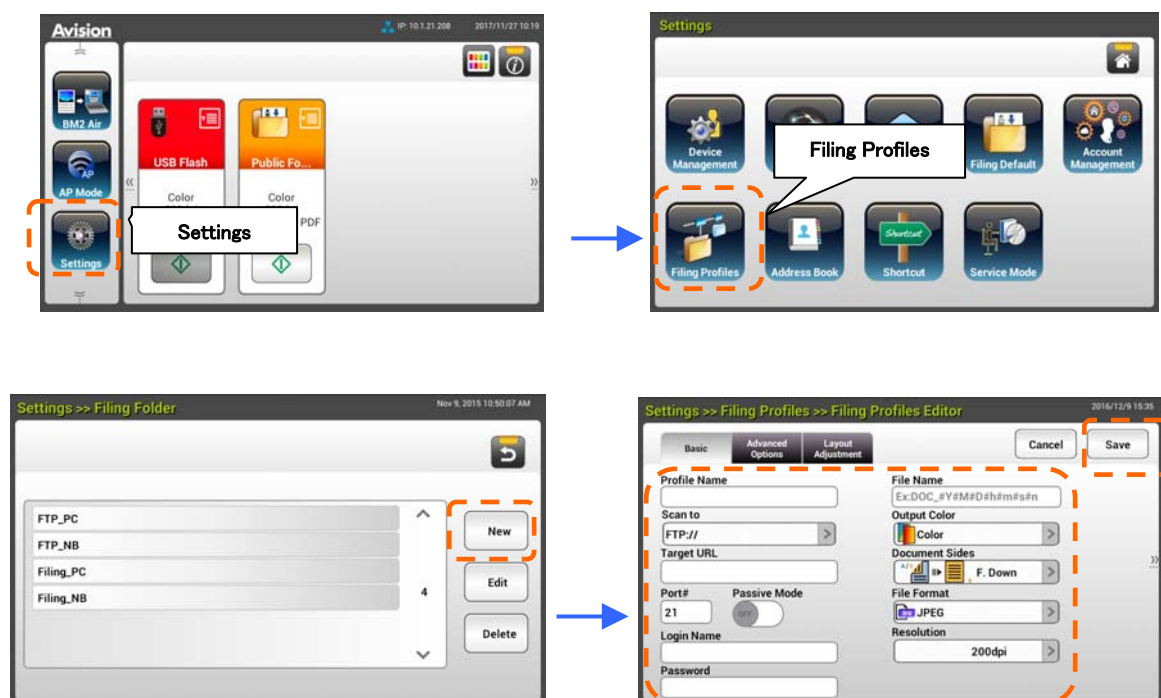 Avision
IP: 10.1.21.208 2017/11/27 10:19
BM2 Air
AP
AP Mode
Settings
USB Flash
Color
Public Fo...
Color
PDF
Settings
Settings
Device
Management
Filing Default
Account
Management
Filing Profiles
Filing Profiles
Address Book
Shortcut
Shortcut
Service Mode
Settings >> Filing Folder
Nov 9, 2015 10:50:07 AM
FTP_PC
FTP_NB
Filing_PC
Filing_NB
4
New
Edit
Delete
Settings >> Filing Profiles >> Filing Profiles Editor
2016/12/9 15:35
Basic
Advanced
Options
Layout
Adjustment
Cancel
Save
Profile Name
Scan to
FTP://
Target URL
Port#
Passive Mode
21
OFF
Login Name
Password
File Name
Ex:DOC_#Y#M#D#h#m#s#n
Output Color
Color
Document Sides
F. Down
File Format
JPEG
Resolution
200dpi